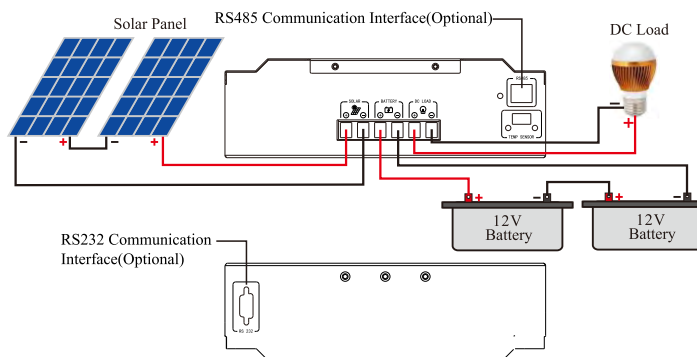 RS485 Communication Interface(Optional)
Solar Panel
DC Load
RS485
SOLAR
BATTERY
DC LOAD
TEMP SENSOR
-
+
-
+
-
+
+
-
+
-
12V
Battery
12V
Battery
RS232 Communication
Interface(Optional)
RS 232